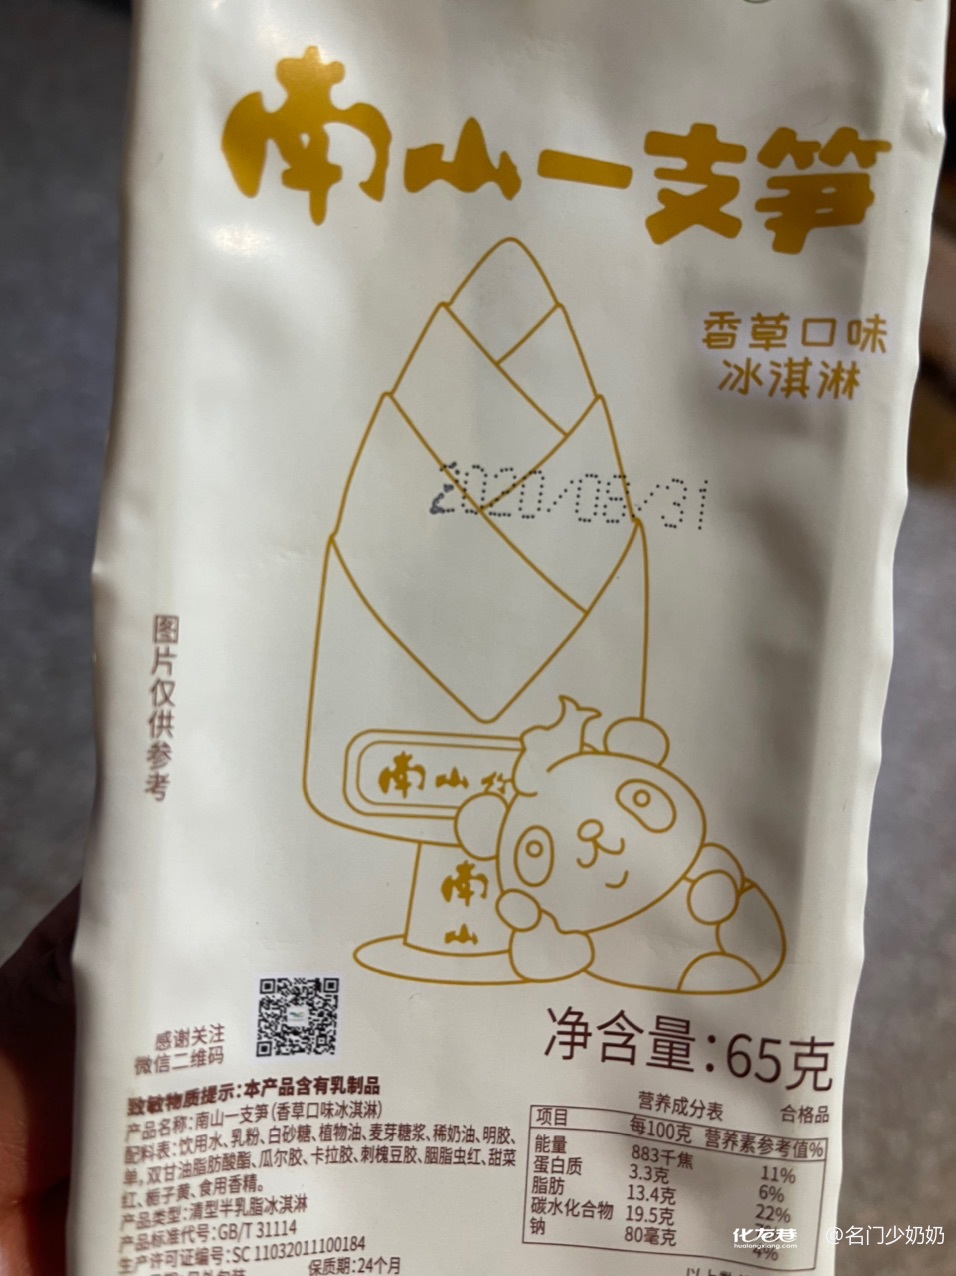 南山一支笋
香草口味
冰淇淋
2020/08/31
图片仅供参考
南山竹
南
山
感谢关注
微信二维码
净含量:65克
致敏物质提示:本产品含有乳制品
产品名称:南山一支笋(香草口味冰淇淋)
配料表:饮用水、乳粉、白砂糖、植物油、麦芽糖浆、稀奶油、明胶、
单,双甘油脂肪酸酯、瓜尔胶、卡拉胶、刺槐豆胶、胭脂虫红、甜菜
红、栀子黄、食用香精。
产品类型:清型半乳脂冰淇淋
产品标准代号:GB/T 31114
生产许可证编号:SC 11032011100184
保质期:24个月
营养成分表 合格品
项目 每100克 营养素参考值%
能量 883千焦 11%
蛋白质 3.3克 6%
脂肪 13.4克 22%
碳水化合物 19.5克
钠 80毫克 4%
化龙巷
hualongxiang.com
@名门少奶奶